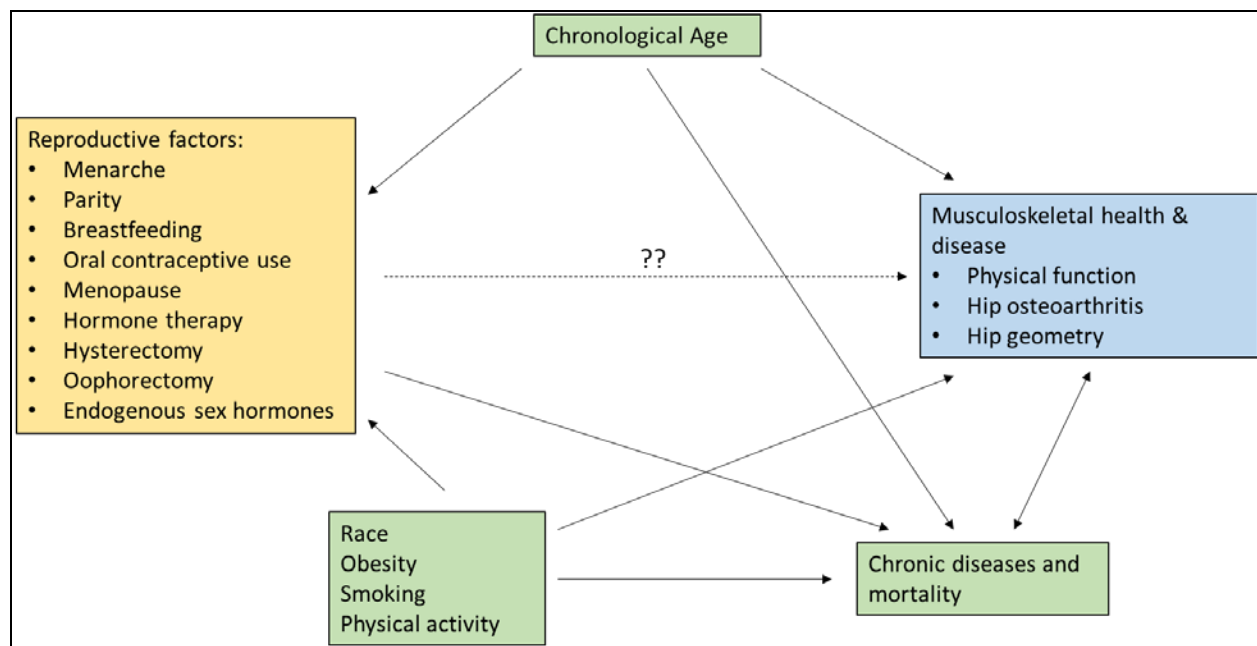 Chronological Age
Reproductive factors:
• Menarche
• Parity
• Breastfeeding
• Oral contraceptive use
• Menopause
• Hormone therapy
• Hysterectomy
• Oophorectomy
• Endogenous sex hormones
??
Musculoskeletal health &
disease
• Physical function
• Hip osteoarthritis
• Hip geometry
Race
Obesity
Smoking
Physical activity
Chronic diseases and
mortality